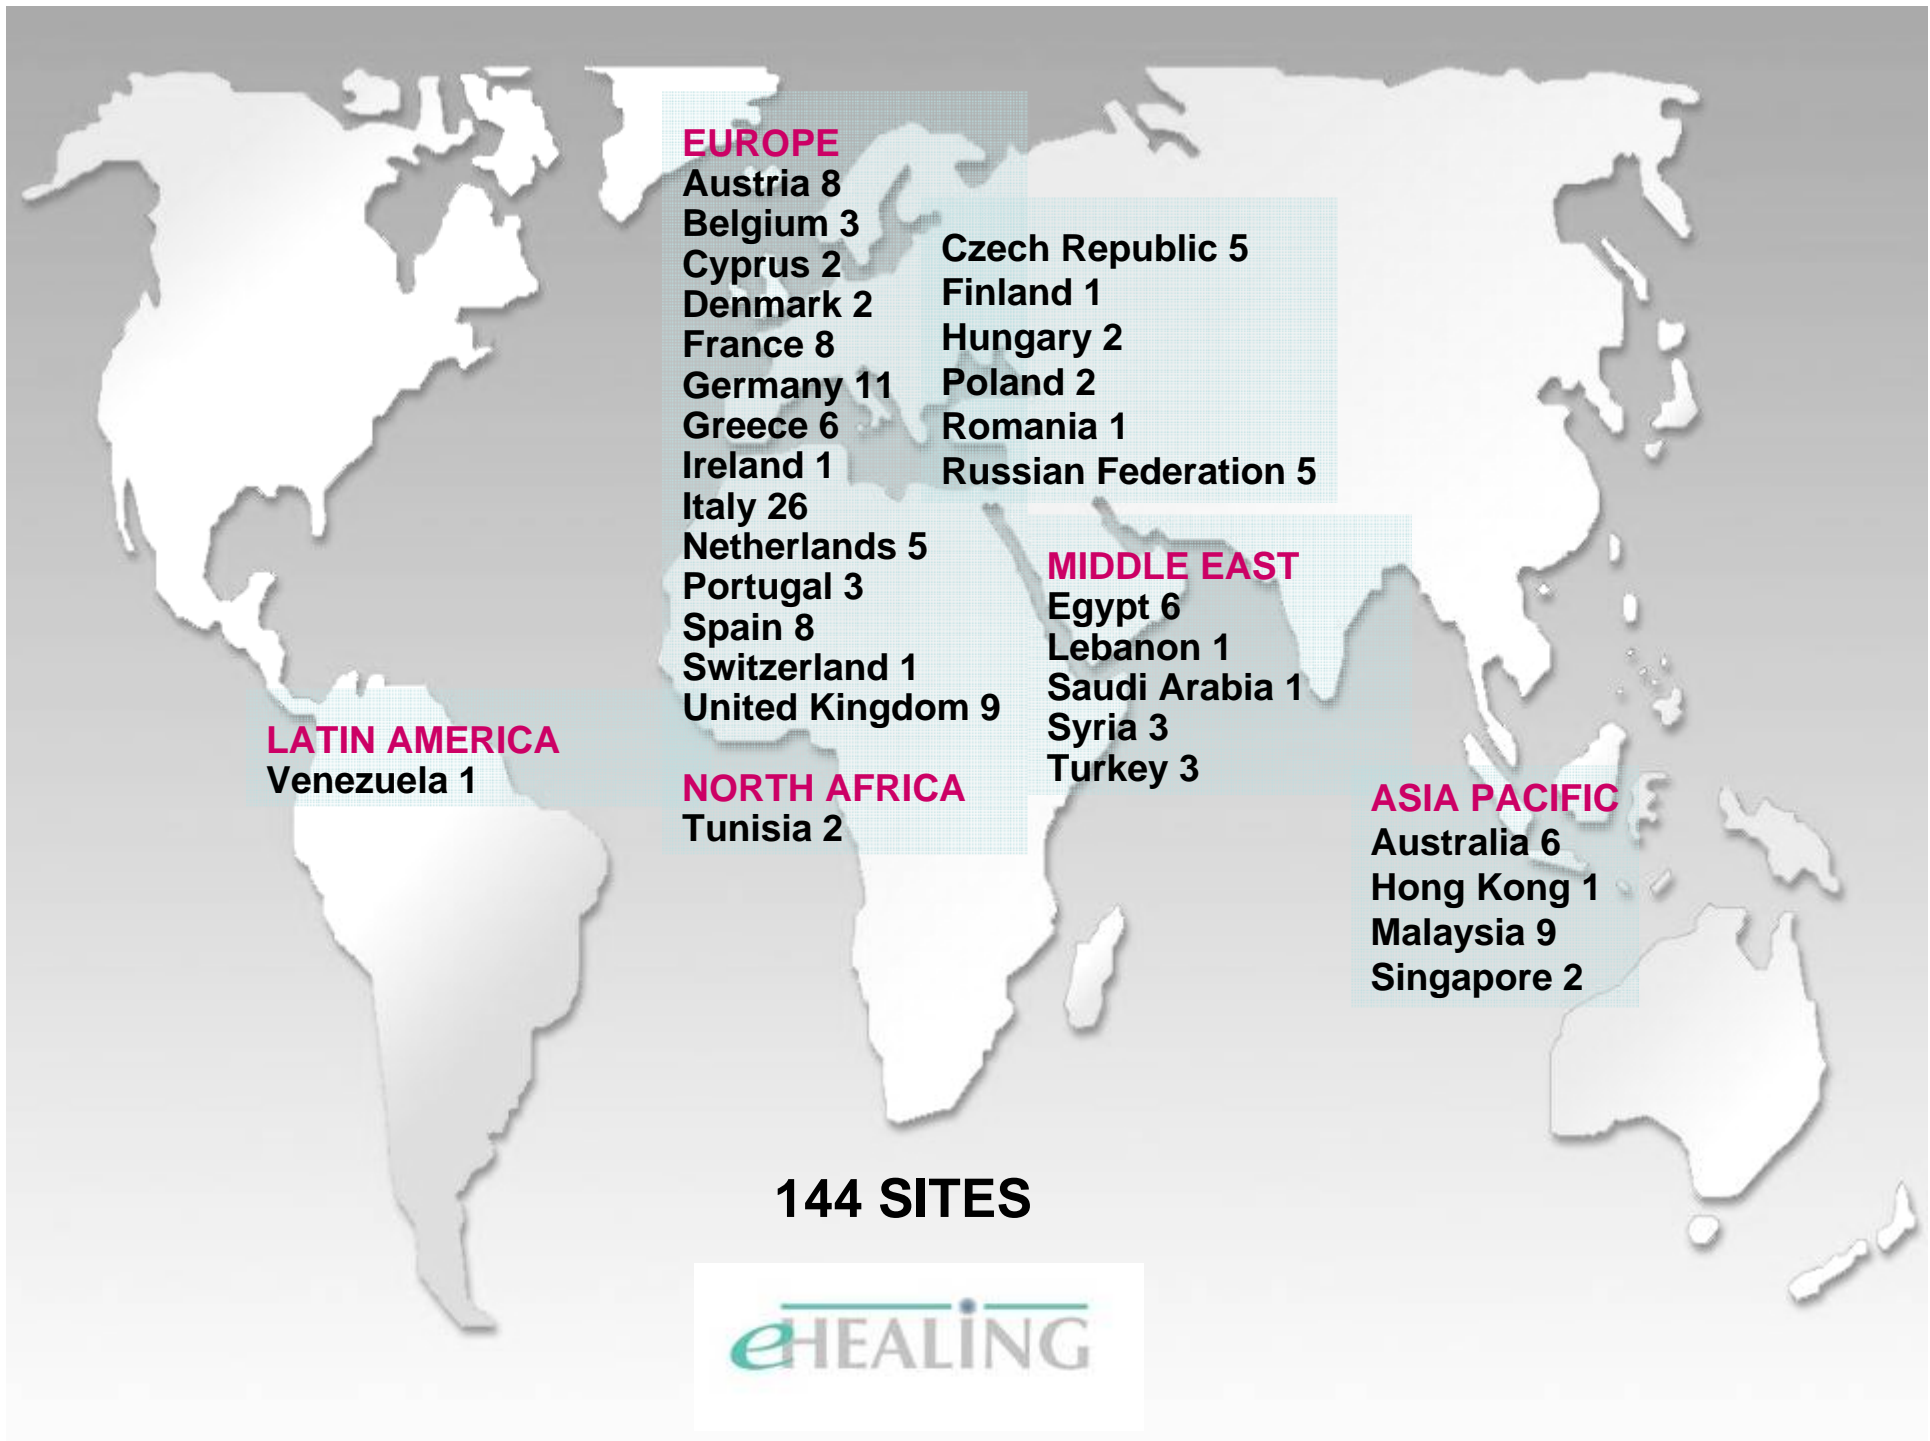 EUROPE
Austria 8
Belgium 3
Cyprus 2
Denmark 2
France 8
Germany 11
Greece 6
Ireland 1
Italy 26
Netherlands 5
Portugal 3
Spain 8
Switzerland 1
United Kingdom 9
Czech Republic 5
Finland 1
Hungary 2
Poland 2
Romania 1
Russian Federation 5
MIDDLE EAST
Egypt 6
Lebanon 1
Saudi Arabia 1
Syria 3
Turkey 3
LATIN AMERICA
Venezuela 1
NORTH AFRICA
Tunisia 2
ASIA PACIFIC
Australia 6
Hong Kong 1
Malaysia 9
Singapore 2
144 SITES
eHEALiNG